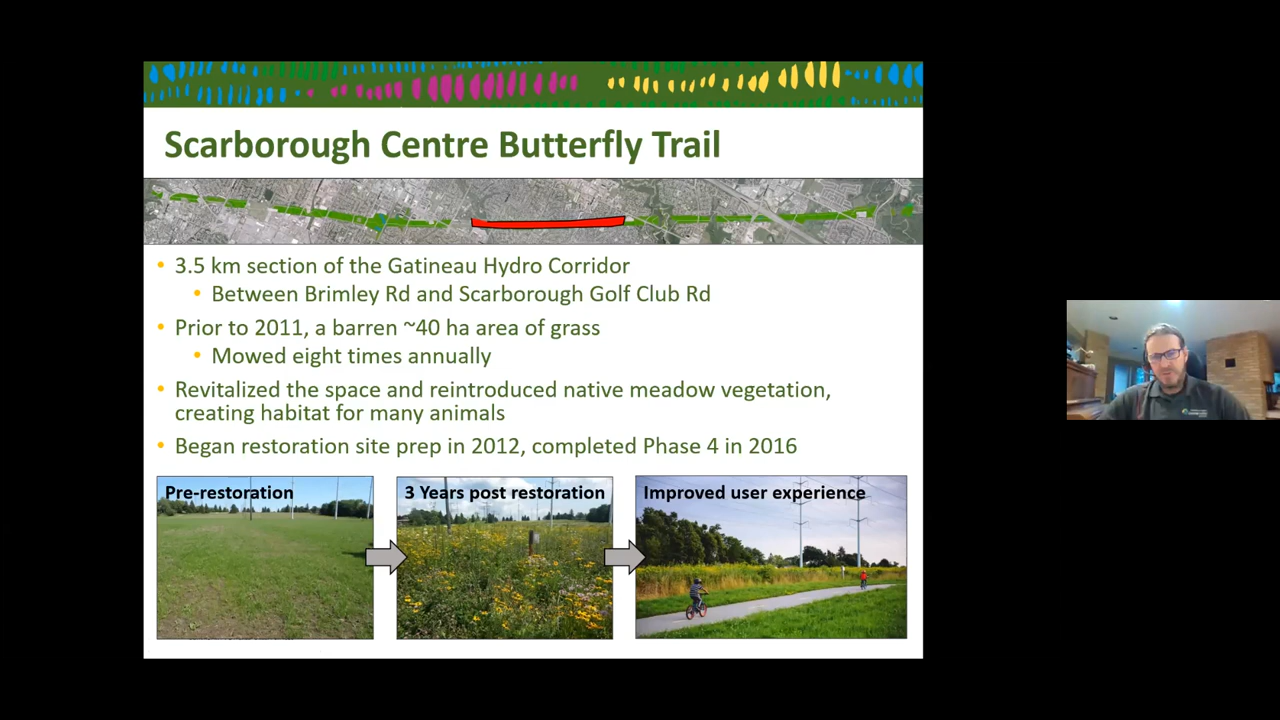 Scarborough Centre Butterfly Trail
• 3.5 km section of the Gatineau Hydro Corridor
• Between Brimley Rd and Scarborough Golf Club Rd
• Prior to 2011, a barren ~40 ha area of grass
• Mowed eight times annually
• Revitalized the space and reintroduced native meadow vegetation,
creating habitat for many animals
• Began restoration site prep in 2012, completed Phase 4 in 2016
Pre-restoration
3 Years post restoration
Improved user experience